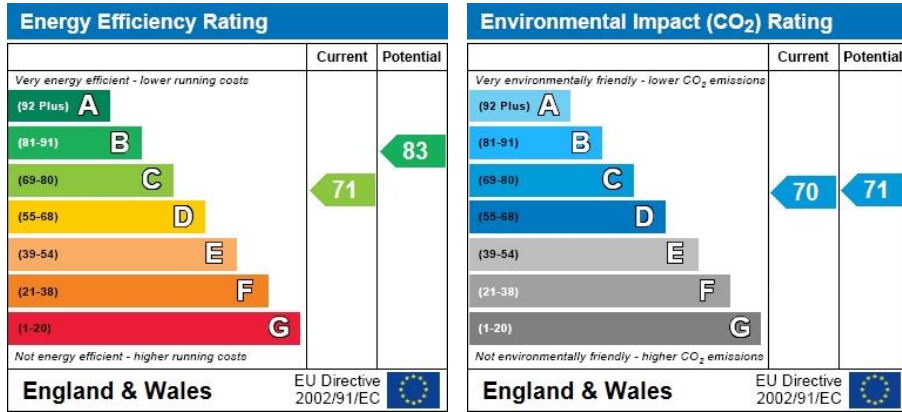 Energy Efficiency Rating
Current Potential
Very energy efficient - lower running costs
(92 Plus) A
(81-91) B
83
(69-80) C
71
(55-68) D
(39-54) E
(21-38) F
(1-20) G
Not energy efficient - higher running costs
England & Wales
EU Directive
2002/91/EC
Environmental Impact (CO₂) Rating
Current Potential
Very environmentally friendly - lower CO₂ emissions
(92 Plus) A
(81-91) B
(69-80) C
70 71
(55-68) D
(39-54) E
(21-38) F
(1-20) G
Not environmentally friendly - higher CO₂ emissions
England & Wales
EU Directive
2002/91/EC